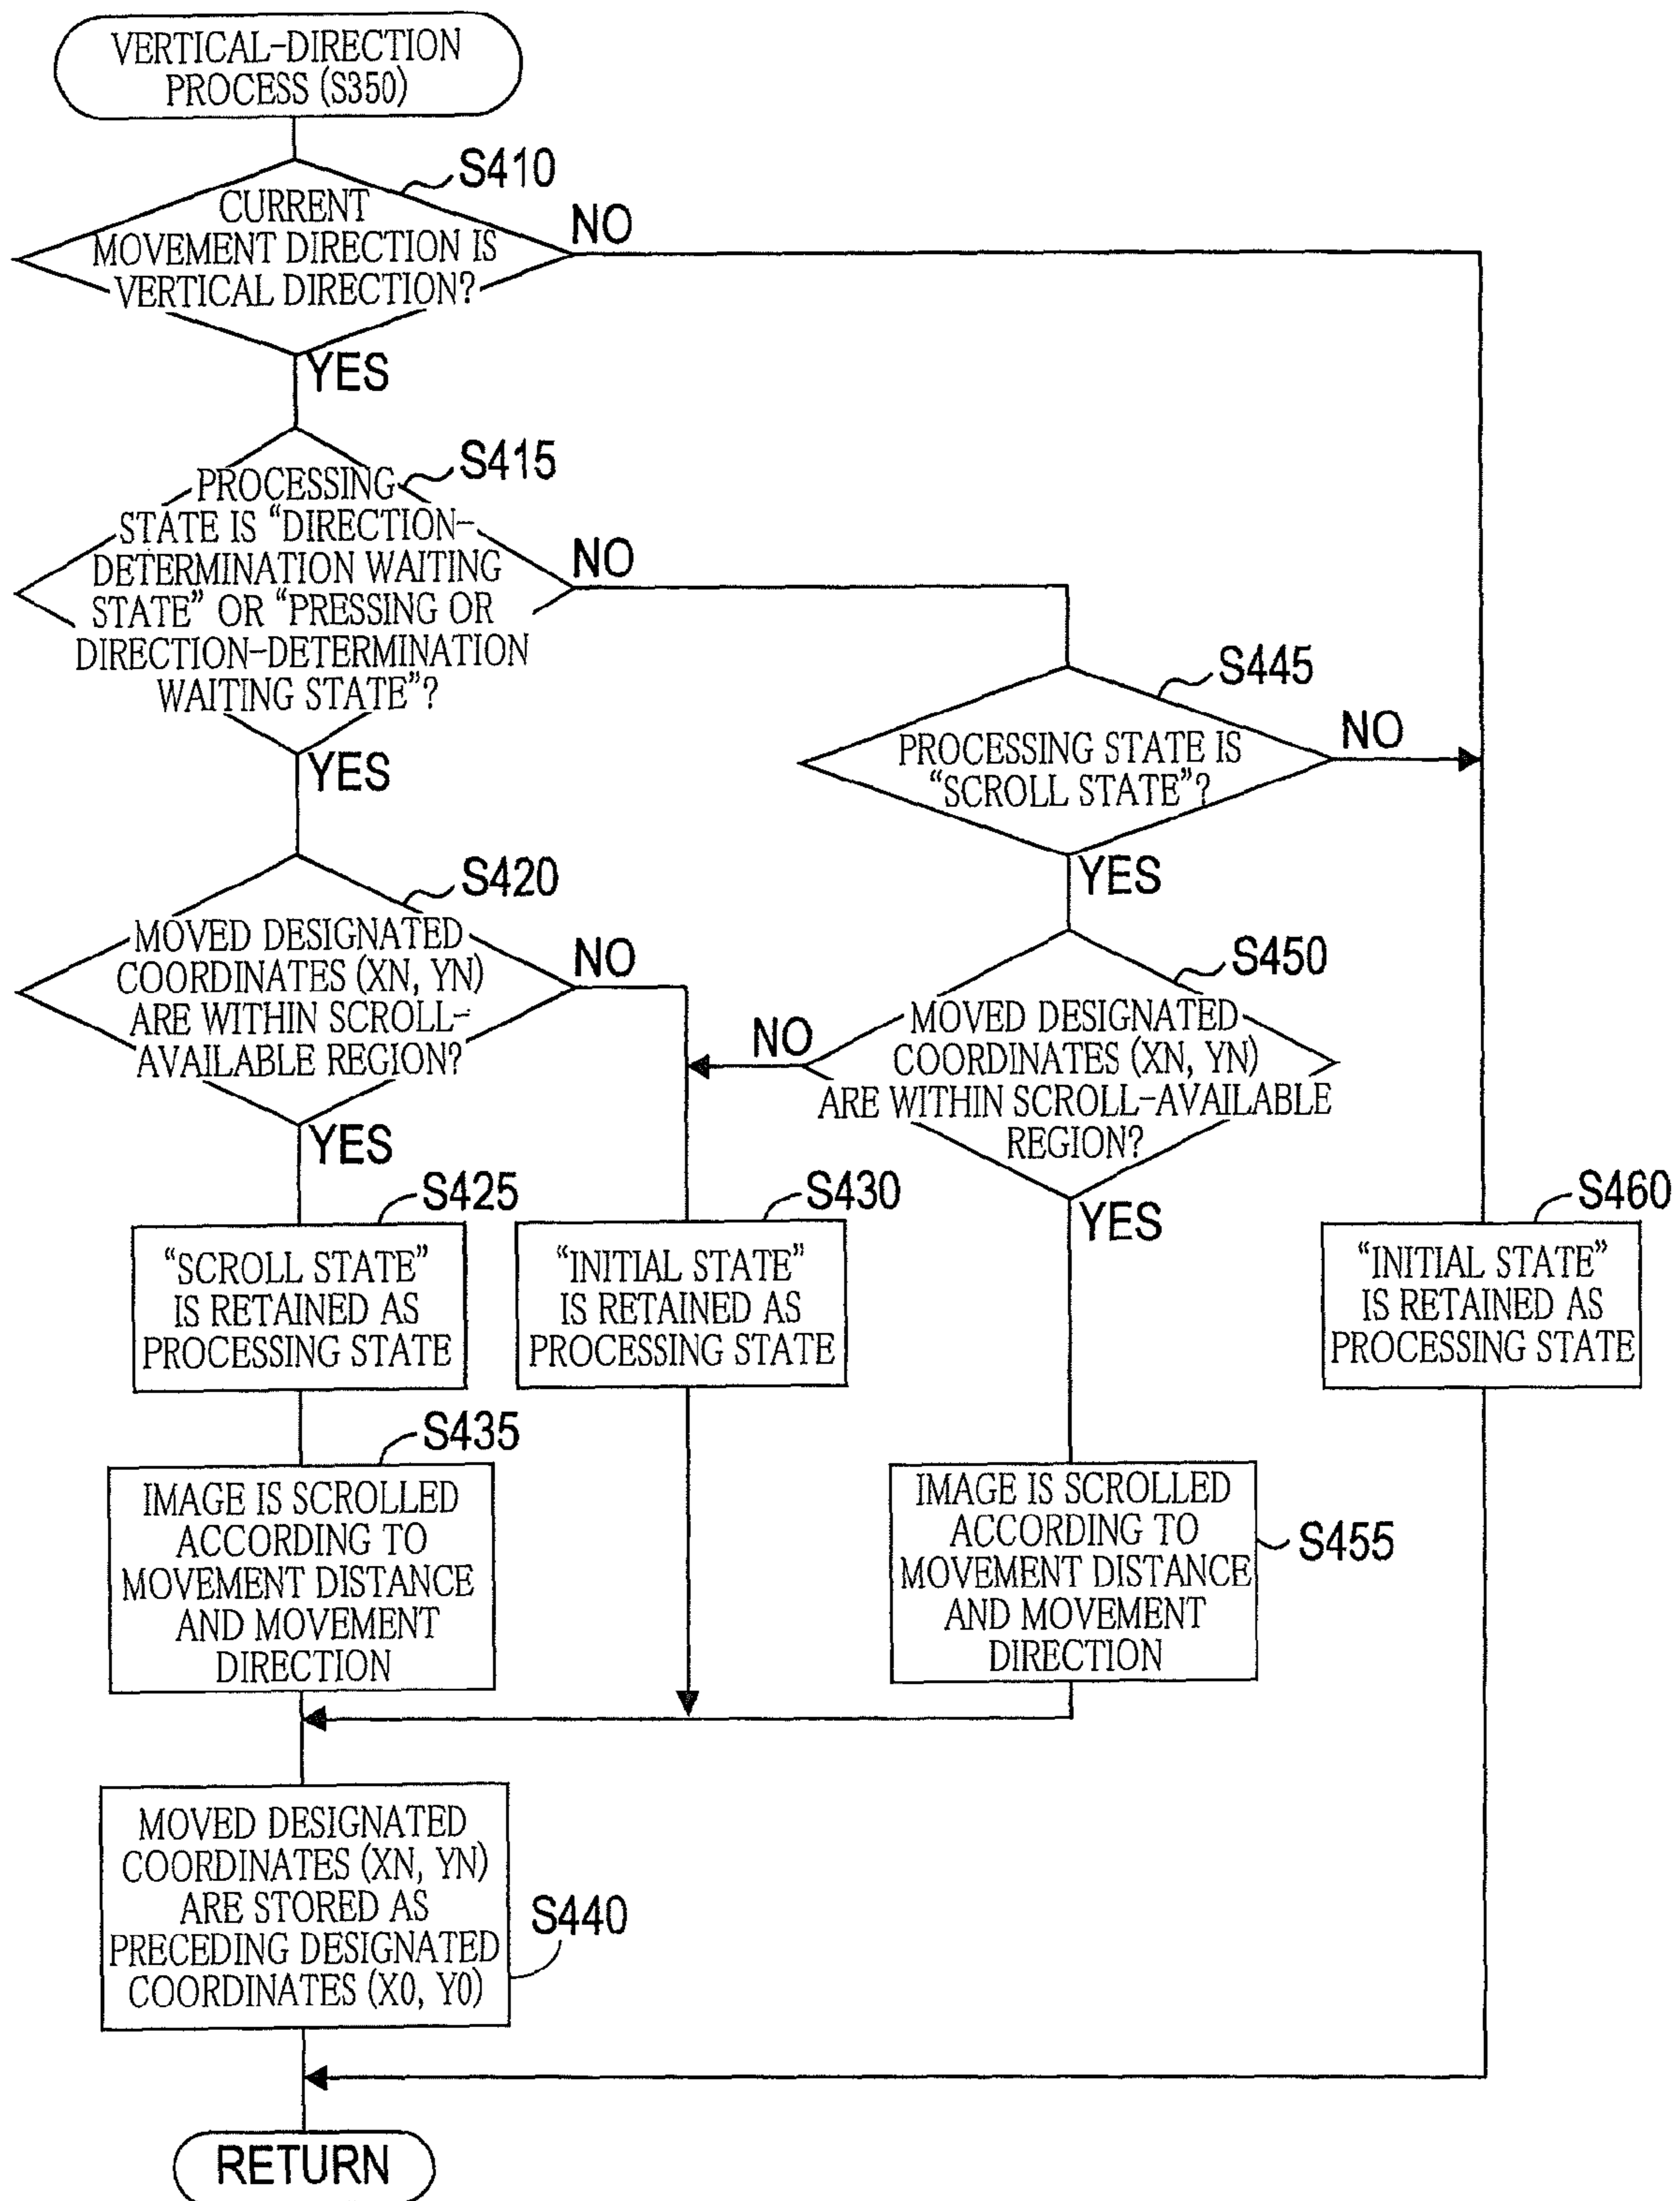 VERTICAL-DIRECTION
PROCESS (S350)
S410
CURRENT
MOVEMENT DIRECTION IS
VERTICAL DIRECTION?
NO
YES
S415
PROCESSING
STATE IS “DIRECTION-
DETERMINATION WAITING
STATE” OR “PRESSING OR
DIRECTION-DETERMINATION
WAITING STATE”?
NO
YES
S445
PROCESSING STATE IS
“SCROLL STATE”?
NO
YES
S420
MOVED DESIGNATED
COORDINATES (XN, YN)
ARE WITHIN SCROLL-
AVAILABLE REGION?
NO
YES
S450
MOVED DESIGNATED
COORDINATES (XN, YN)
ARE WITHIN SCROLL-AVAILABLE
REGION?
NO
YES
S425
“SCROLL STATE”
IS RETAINED AS
PROCESSING STATE
S430
“INITIAL STATE”
IS RETAINED AS
PROCESSING STATE
S460
“INITIAL STATE”
IS RETAINED AS
PROCESSING STATE
S435
IMAGE IS SCROLLED
ACCORDING TO
MOVEMENT DISTANCE
AND MOVEMENT
DIRECTION
IMAGE IS SCROLLED
ACCORDING TO
MOVEMENT DISTANCE
AND MOVEMENT
DIRECTION
S455
MOVED DESIGNATED
COORDINATES (XN, YN)
ARE STORED AS
PRECEDING DESIGNATED
COORDINATES (X0, Y0)
S440
RETURN